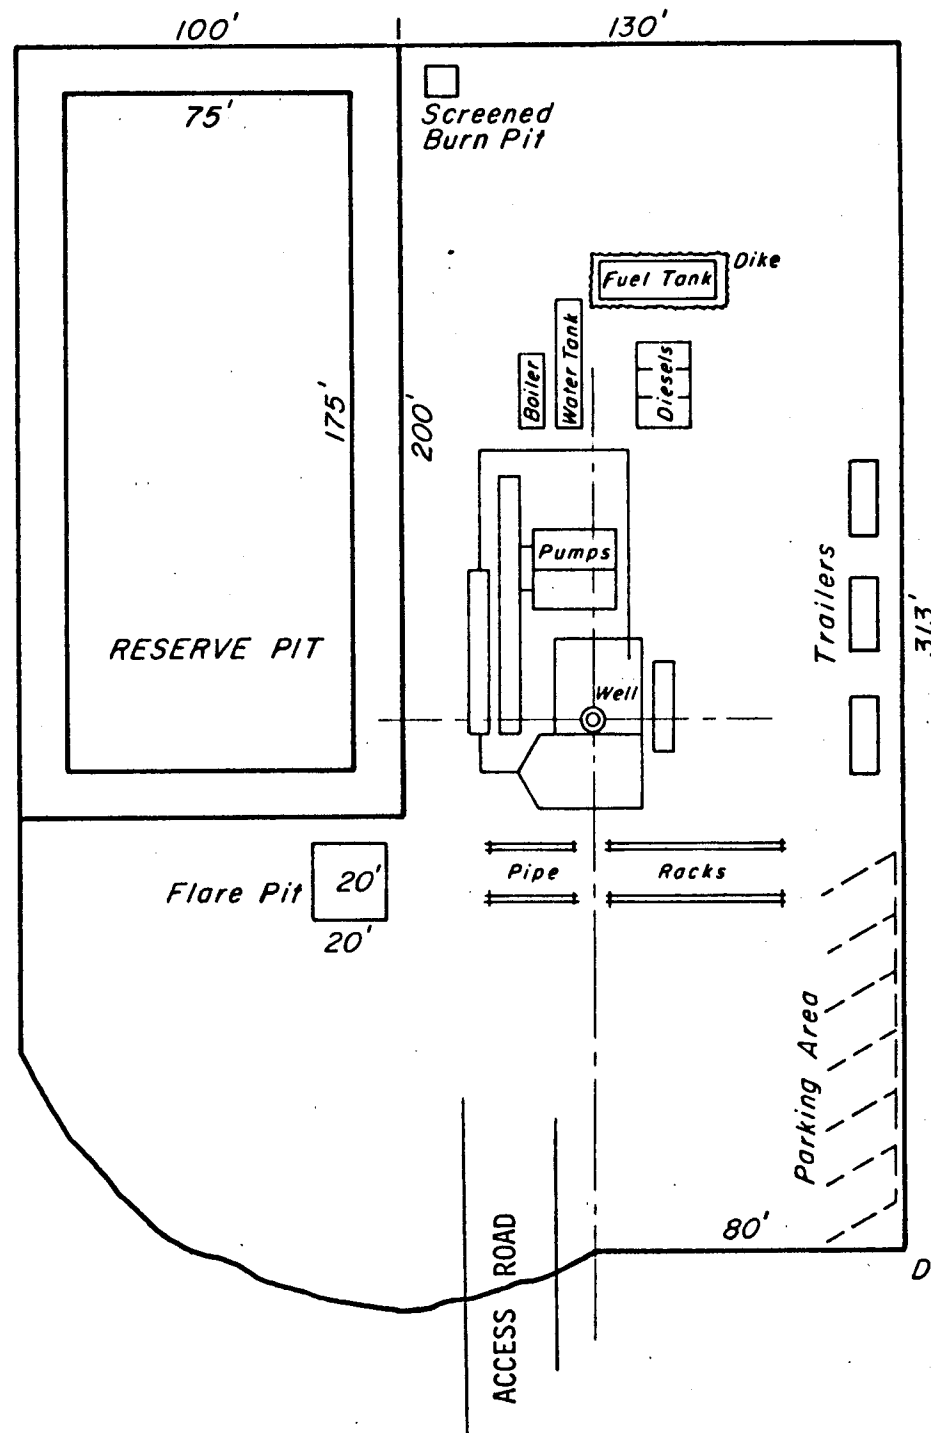 100'
130'
75'
Screened
Burn Pit
Dike
Fuel Tank
Boiler
Water Tank
Diesels
175'
200'
Pumps
Trailers
313'
RESERVE PIT
Well
Pipe Racks
Flare Pit
20'
20'
Parking Area
80'
D
ACCESS ROAD